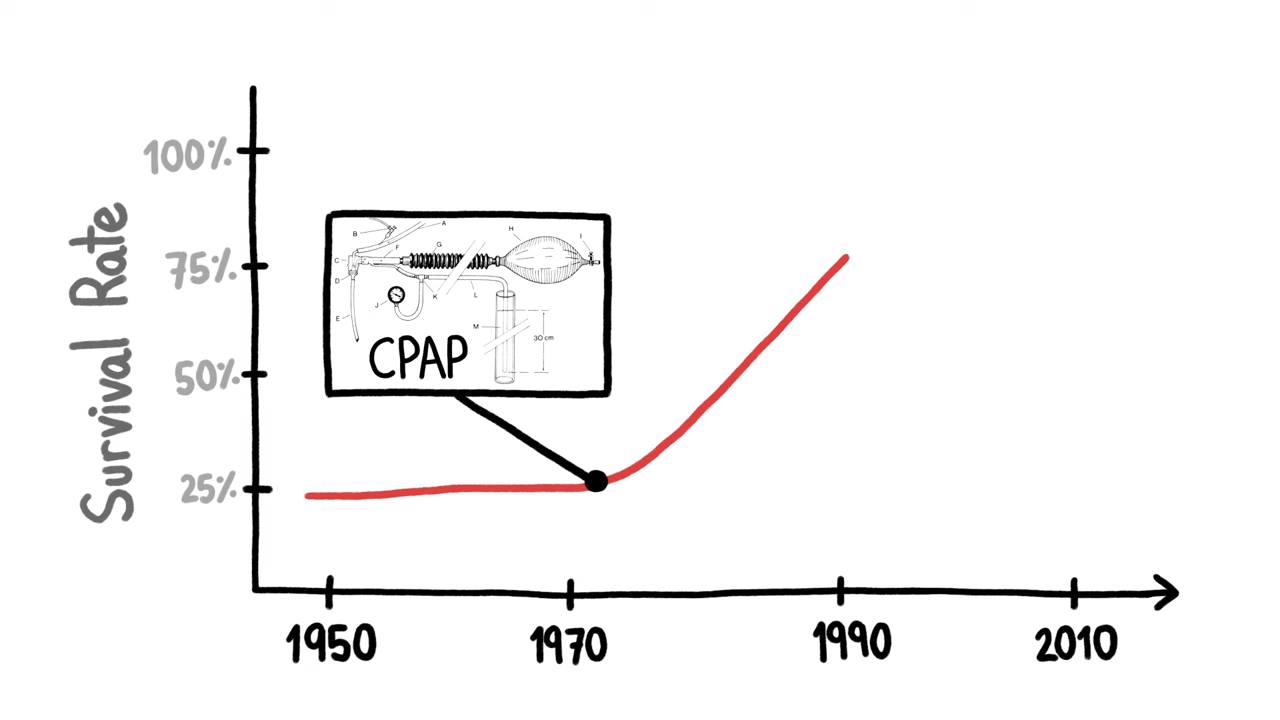 Survival Rate
100%
75%
50%
25%
A
B
C
D
E
F
G
H
I
J
K
L
M
30 cm
CPAP
1950
1970
1990
2010